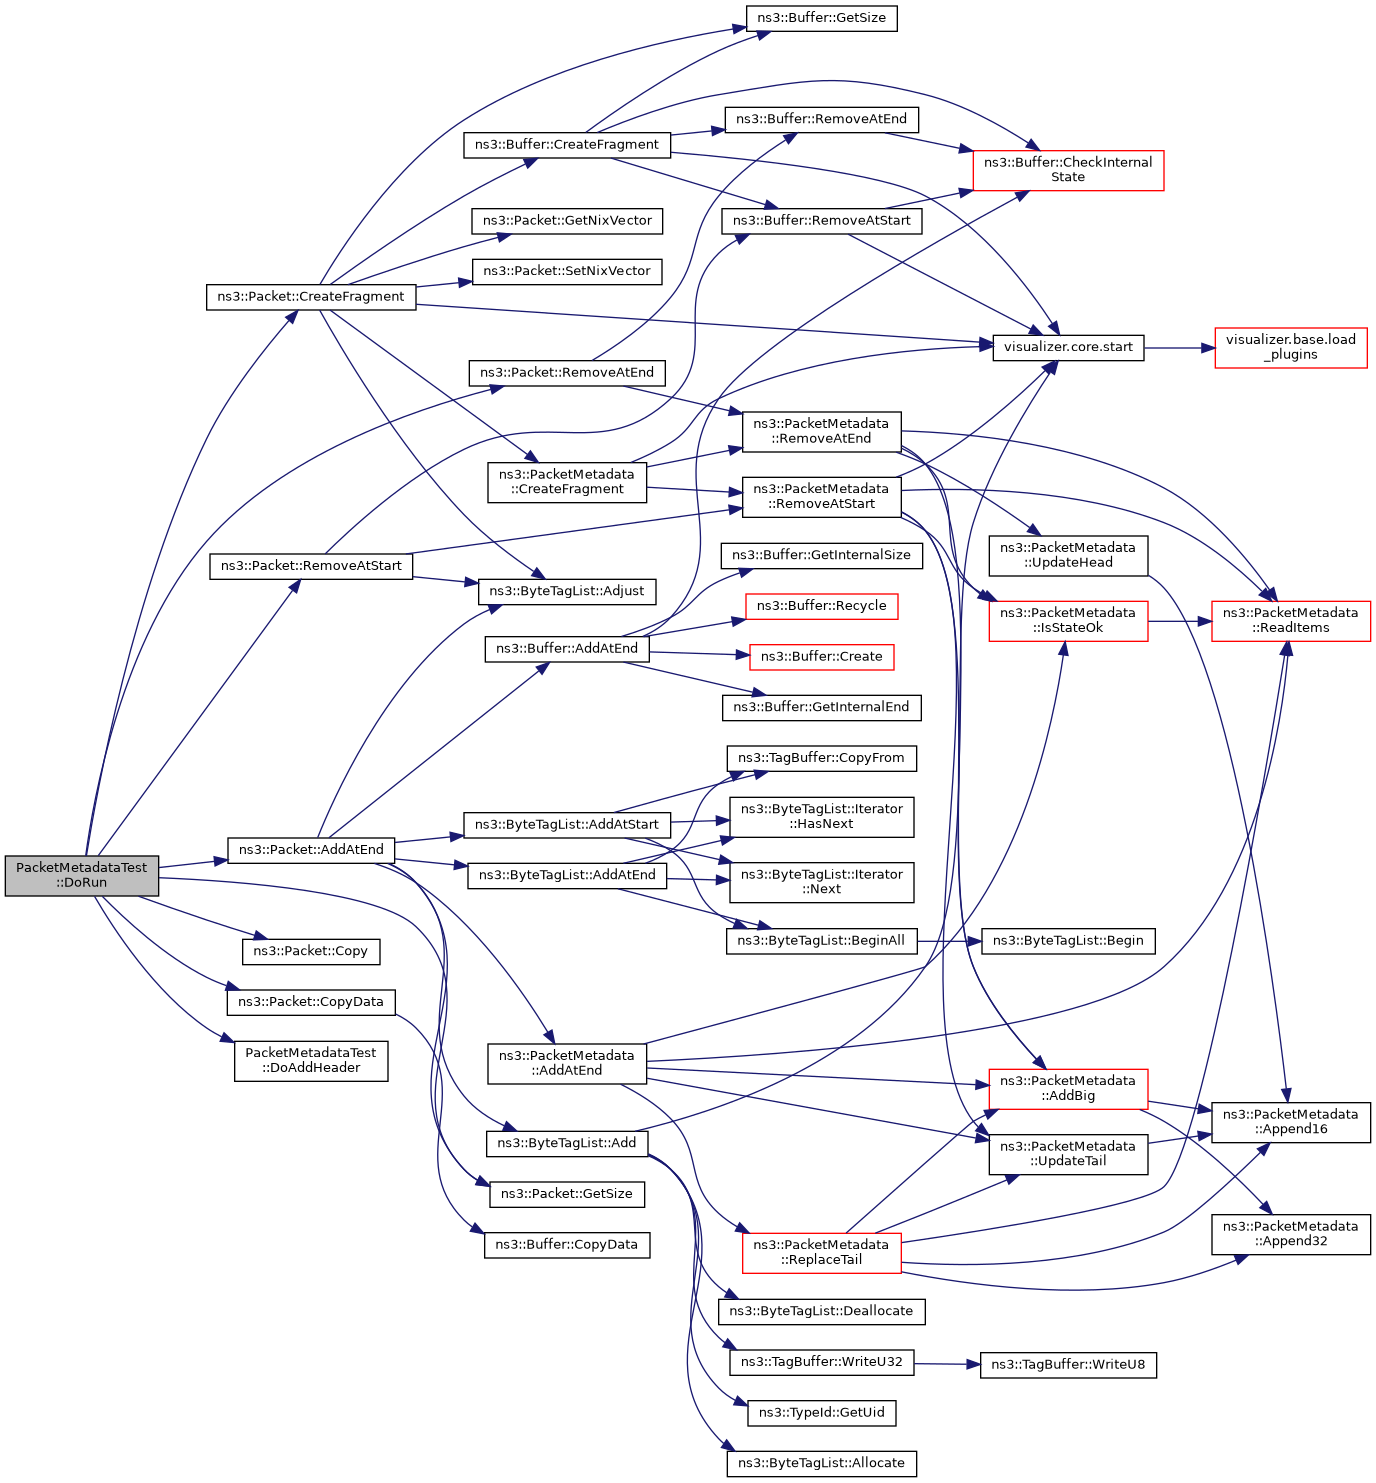 PacketMetadataTest
::DoRun
ns3::Packet::CreateFragment
ns3::Packet::RemoveAtStart
ns3::Packet::AddAtEnd
ns3::Packet::Copy
ns3::Packet::CopyData
PacketMetadataTest
::DoAddHeader
ns3::Buffer::CreateFragment
ns3::Packet::GetNixVector
ns3::Packet::SetNixVector
ns3::Packet::RemoveAtEnd
ns3::PacketMetadata
::CreateFragment
ns3::ByteTagList::Adjust
ns3::Buffer::AddAtEnd
ns3::ByteTagList::AddAtStart
ns3::ByteTagList::AddAtEnd
ns3::PacketMetadata
::AddAtEnd
ns3::ByteTagList::Add
ns3::Packet::GetSize
ns3::Buffer::CopyData
ns3::Buffer::GetSize
ns3::Buffer::RemoveAtEnd
ns3::Buffer::RemoveAtStart
ns3::PacketMetadata
::RemoveAtEnd
ns3::PacketMetadata
::RemoveAtStart
ns3::Buffer::GetInternalSize
ns3::Buffer::Recycle
ns3::Buffer::Create
ns3::Buffer::GetInternalEnd
ns3::TagBuffer::CopyFrom
ns3::ByteTagList::Iterator
::HasNext
ns3::ByteTagList::Iterator
::Next
ns3::ByteTagList::BeginAll
ns3::PacketMetadata
::ReplaceTail
ns3::ByteTagList::Deallocate
ns3::TagBuffer::WriteU32
ns3::TypeId::GetUid
ns3::ByteTagList::Allocate
ns3::Buffer::CheckInternal
State
visualizer.core.start
ns3::PacketMetadata
::UpdateHead
ns3::PacketMetadata
::IsStateOk
ns3::ByteTagList::Begin
ns3::PacketMetadata
::AddBig
ns3::PacketMetadata
::UpdateTail
ns3::TagBuffer::WriteU8
visualizer.base.load
_plugins
ns3::PacketMetadata
::ReadItems
ns3::PacketMetadata
::Append16
ns3::PacketMetadata
::Append32